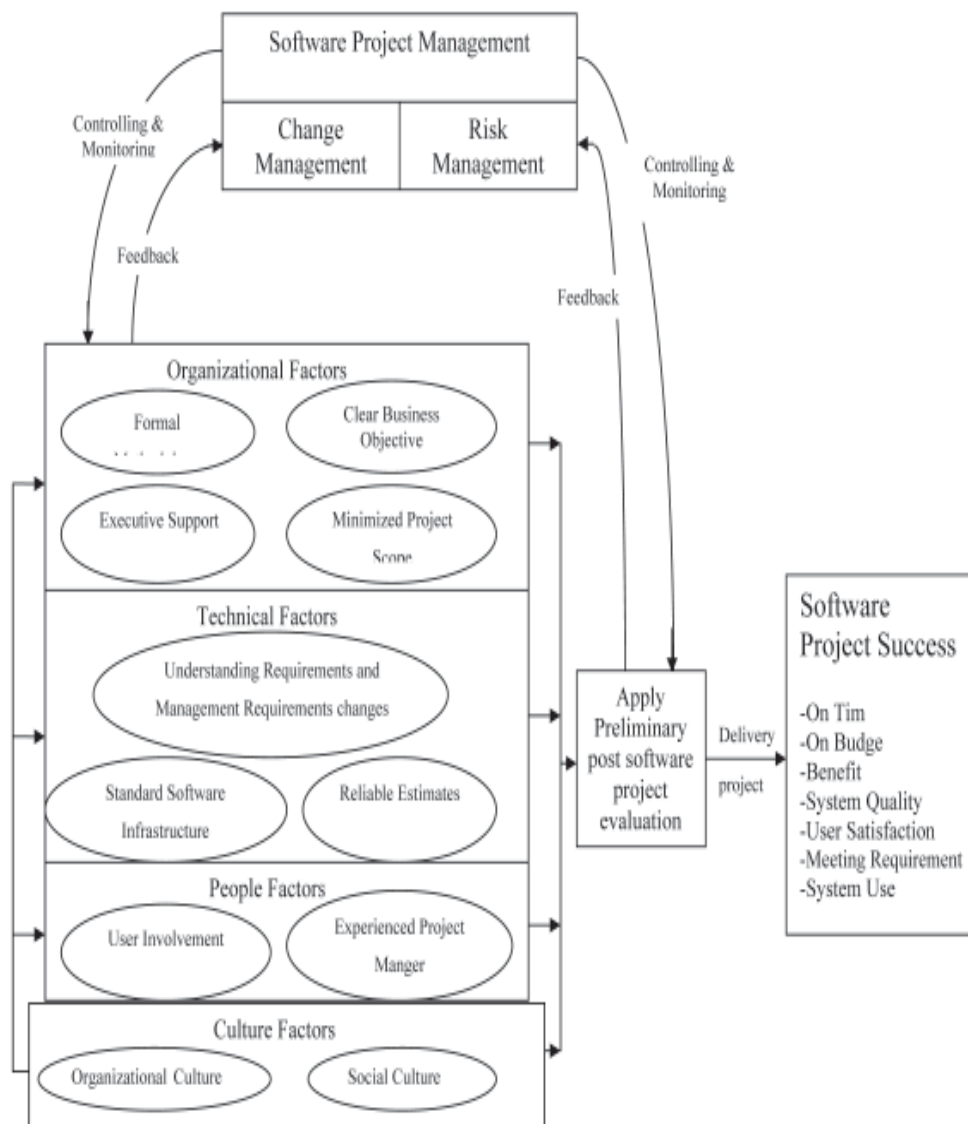 Software Project Management
Change
Management
Risk
Management
Controlling &
Monitoring
Feedback
Controlling &
Monitoring
Feedback
Organizational Factors
Formal
Clear Business
Objective
Executive Support
Minimized Project
Scope
Technical Factors
Understanding Requirements and
Management Requirements changes
Standard Software
Infrastructure
Reliable Estimates
People Factors
User Involvement
Experienced Project
Manger
Culture Factors
Organizational Culture
Social Culture
Apply
Preliminary
post software
project
evaluation
Delivery
project
Software
Project Success
-On Tim
-On Budge
-Benefit
-System Quality
-User Satisfaction
-Meeting Requirement
-System Use